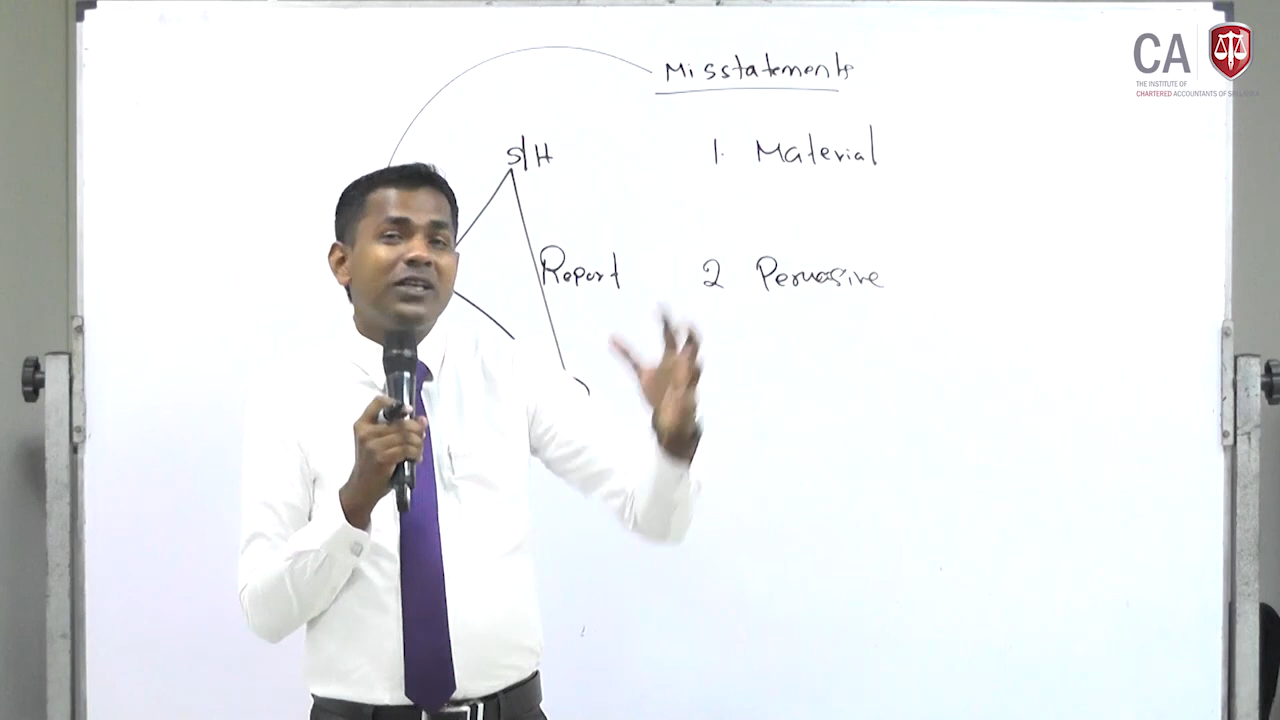 Misstatements
S/H
1. Material
Report
2 Pervasive
CA
THE INSTITUTE OF
CHARTERED ACCOUNTANTS OF SRI LANKA